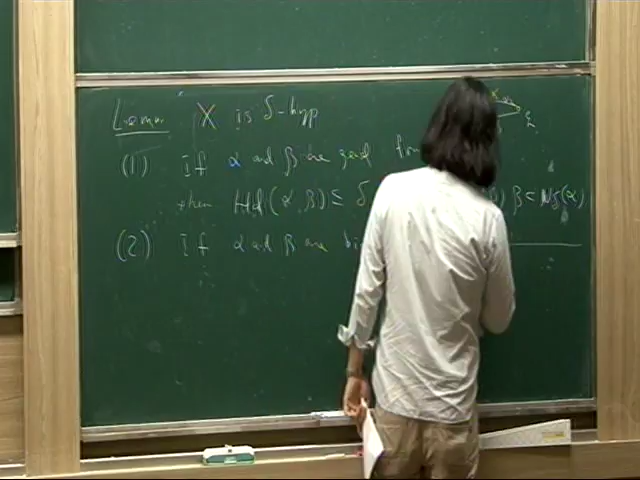 Lemma X is δ-hyp
(1) If α and β are geod from
then Hd(α,β) ≤ δ β ⊂ Nδ(α)
(2) If α and β are bi